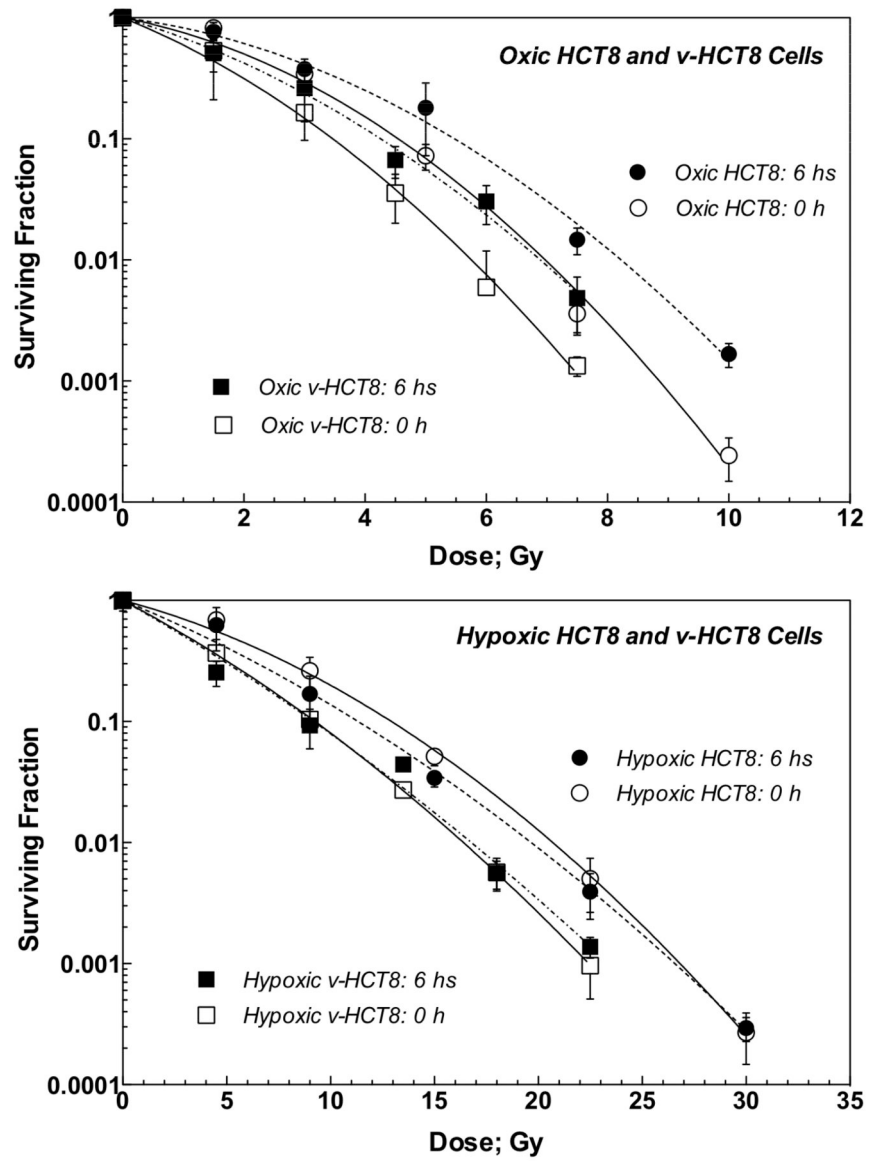 1
Oxic HCT8 and v-HCT8 Cells
0.1
Oxic HCT8: 6 hs
Oxic HCT8: 0 h
Surviving Fraction
0.01
Oxic v-HCT8: 6 hs
0.001
Oxic v-HCT8: 0 h
0.0001
0 2 4 6 8 10 12
Dose; Gy
1
Hypoxic HCT8 and v-HCT8 Cells
0.1
Hypoxic HCT8: 6 hs
Hypoxic HCT8: 0 h
Surviving Fraction
0.01
0.001
Hypoxic v-HCT8: 6 hs
Hypoxic v-HCT8: 0 h
0.0001
0 5 10 15 20 25 30 35
Dose; Gy